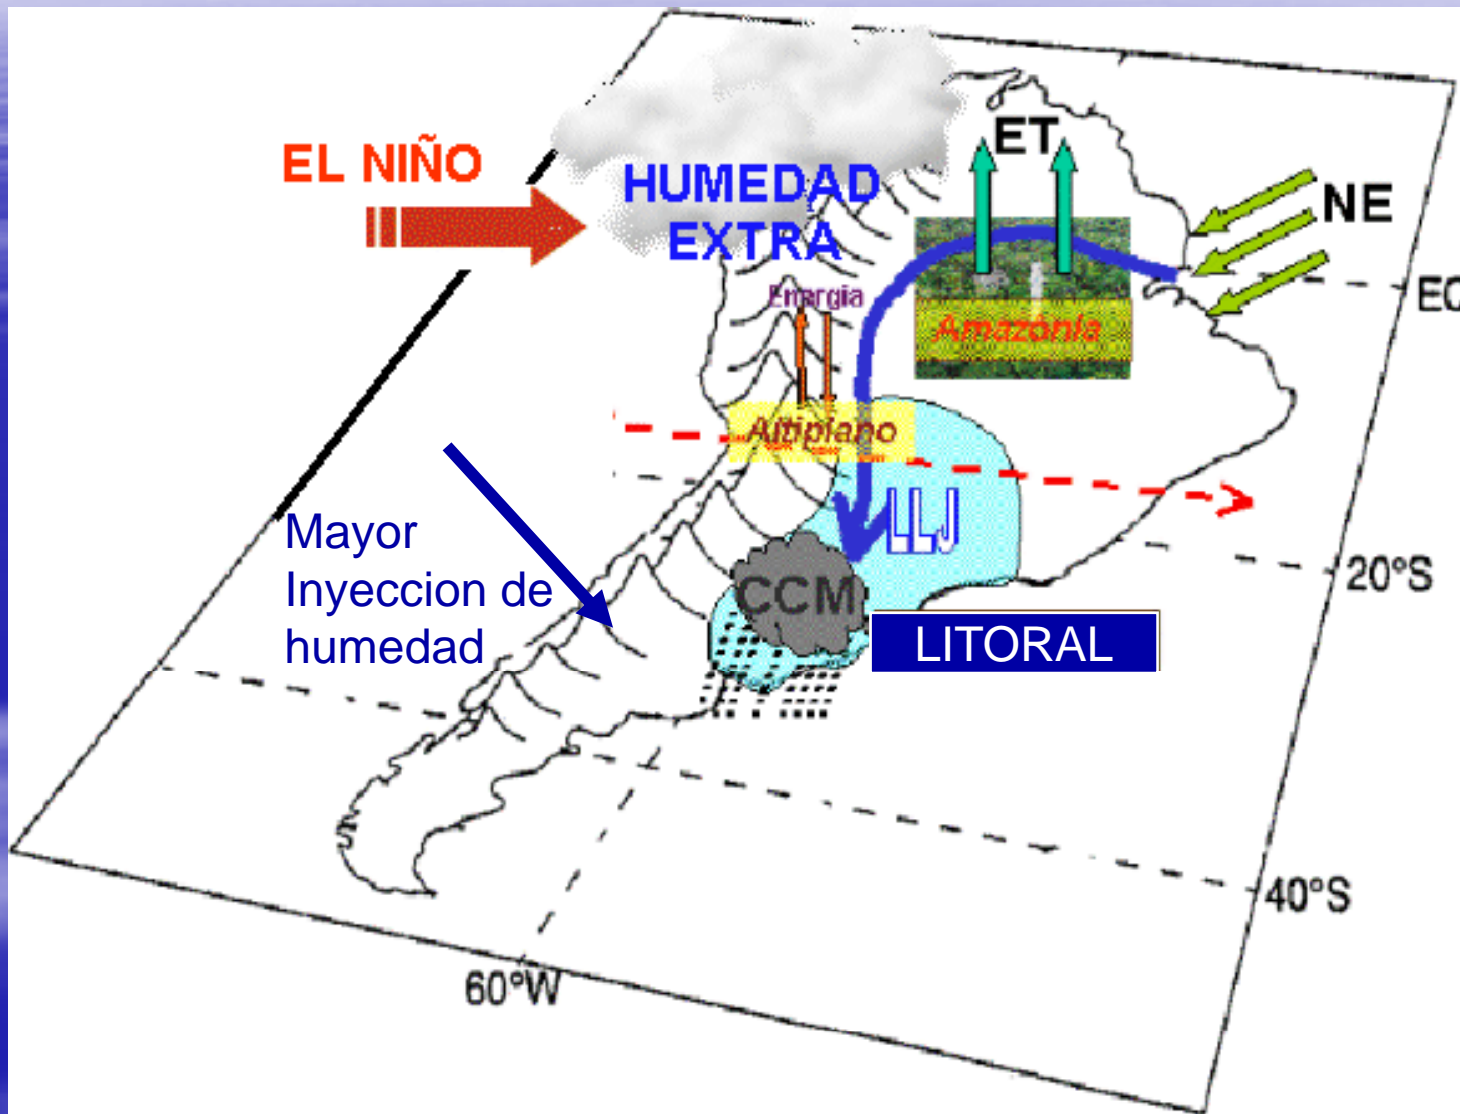 ET
EL NIÑO
HUMEDAD
EXTRA
NE
Energia
EC
Amazònía
Altiplano
LLJ
Mayor
Inyeccion de
humedad
20°S
CCM
LITORAL
40°S
60°W